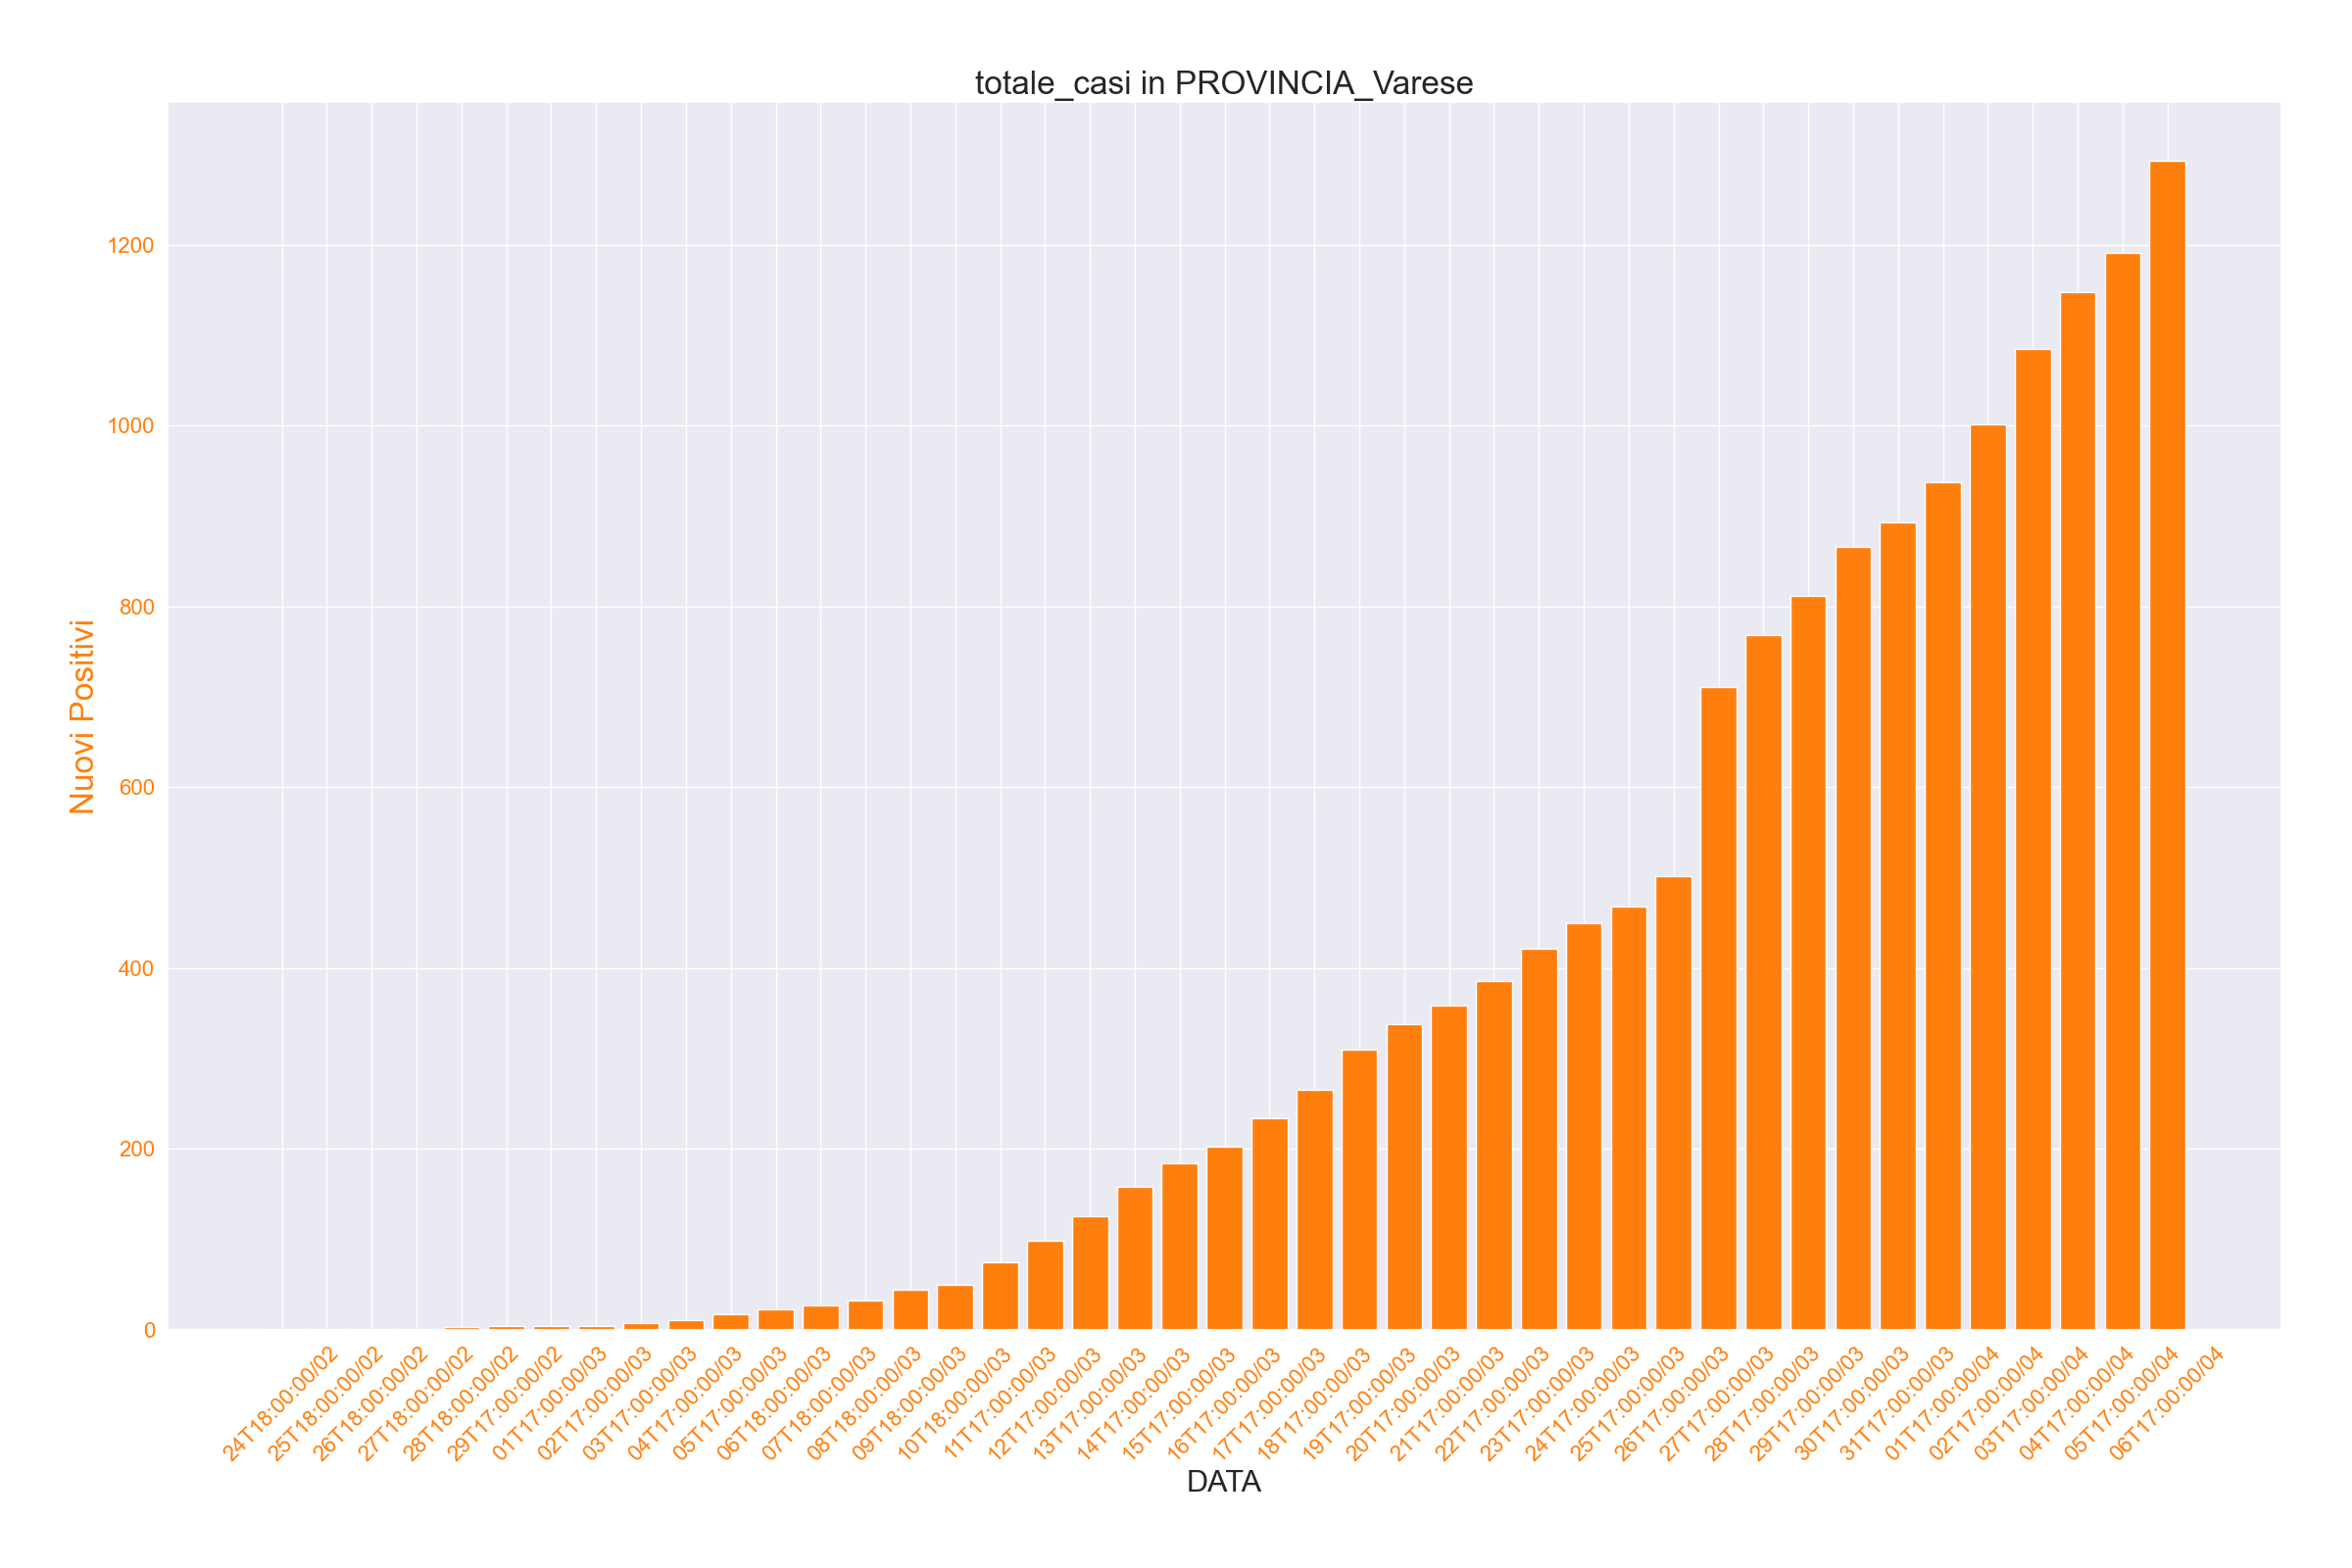 totale_casi in PROVINCIA_Varese
Nuovi Positivi
1200
1000
800
600
400
200
0
24T18:00:00/02
25T18:00:00/02
26T18:00:00/02
27T18:00:00/02
28T18:00:00/02
29T17:00:00/02
01T17:00:00/03
02T17:00:00/03
03T17:00:00/03
04T17:00:00/03
05T17:00:00/03
06T18:00:00/03
07T18:00:00/03
08T18:00:00/03
09T18:00:00/03
10T18:00:00/03
11T17:00:00/03
12T17:00:00/03
13T17:00:00/03
14T17:00:00/03
15T17:00:00/03
16T17:00:00/03
17T17:00:00/03
18T17:00:00/03
19T17:00:00/03
20T17:00:00/03
21T17:00:00/03
22T17:00:00/03
23T17:00:00/03
24T17:00:00/03
25T17:00:00/03
26T17:00:00/03
27T17:00:00/03
28T17:00:00/03
29T17:00:00/03
30T17:00:00/03
31T17:00:00/03
01T17:00:00/04
02T17:00:00/04
03T17:00:00/04
04T17:00:00/04
05T17:00:00/04
06T17:00:00/04
DATA